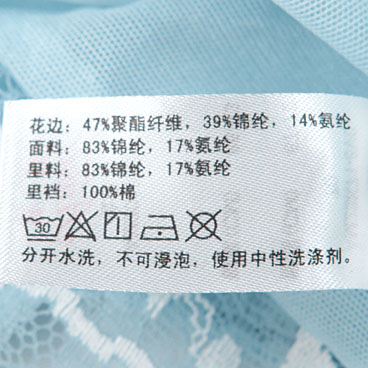 花边：47%聚酯纤维，39%锦纶，14%氨纶
面料：83%锦纶，17%氨纶
里料：83%锦纶，17%氨纶
里裆：100%棉
30
分开水洗，不可浸泡，使用中性洗涤剂。